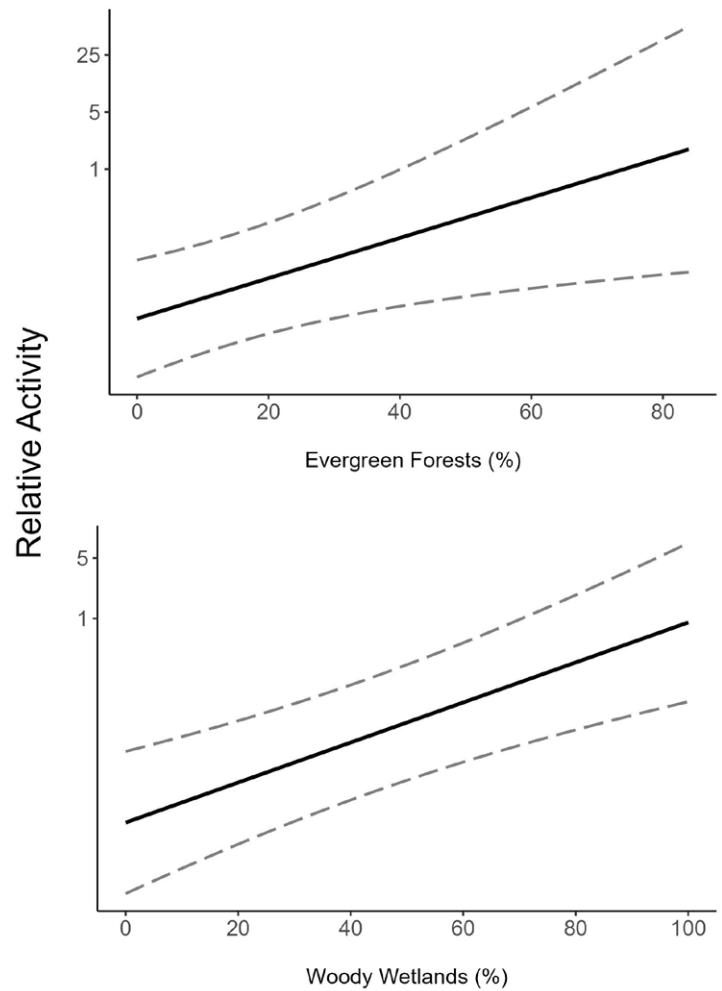 Relative Activity
25
5
1
0 20 40 60 80
Evergreen Forests (%)
5
1
0 20 40 60 80 100
Woody Wetlands (%)